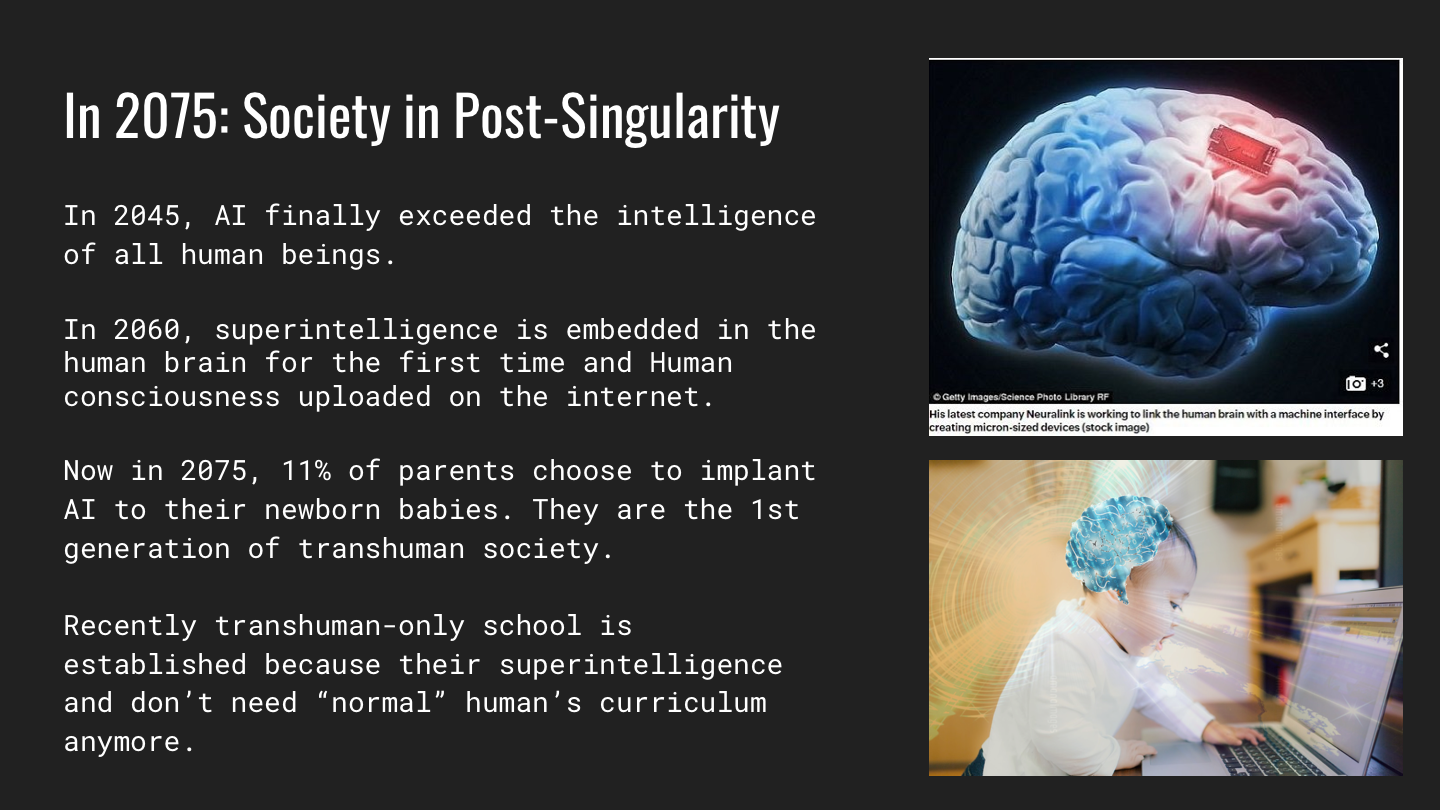 In 2075: Society in Post-Singularity
In 2045, AI finally exceeded the intelligence
of all human beings.
In 2060, superintelligence is embedded in the
human brain for the first time and Human
consciousness uploaded on the internet.
Now in 2075, 11% of parents choose to implant
AI to their newborn babies. They are the 1st
generation of transhuman society.
Recently transhuman-only school is
established because their superintelligence
and don’t need “normal” human’s curriculum
anymore.
+3
© Getty Images/Science Photo Library RF
His latest company Neuralink is working to link the human brain with a machine interface by
creating micron-sized devices (stock image)